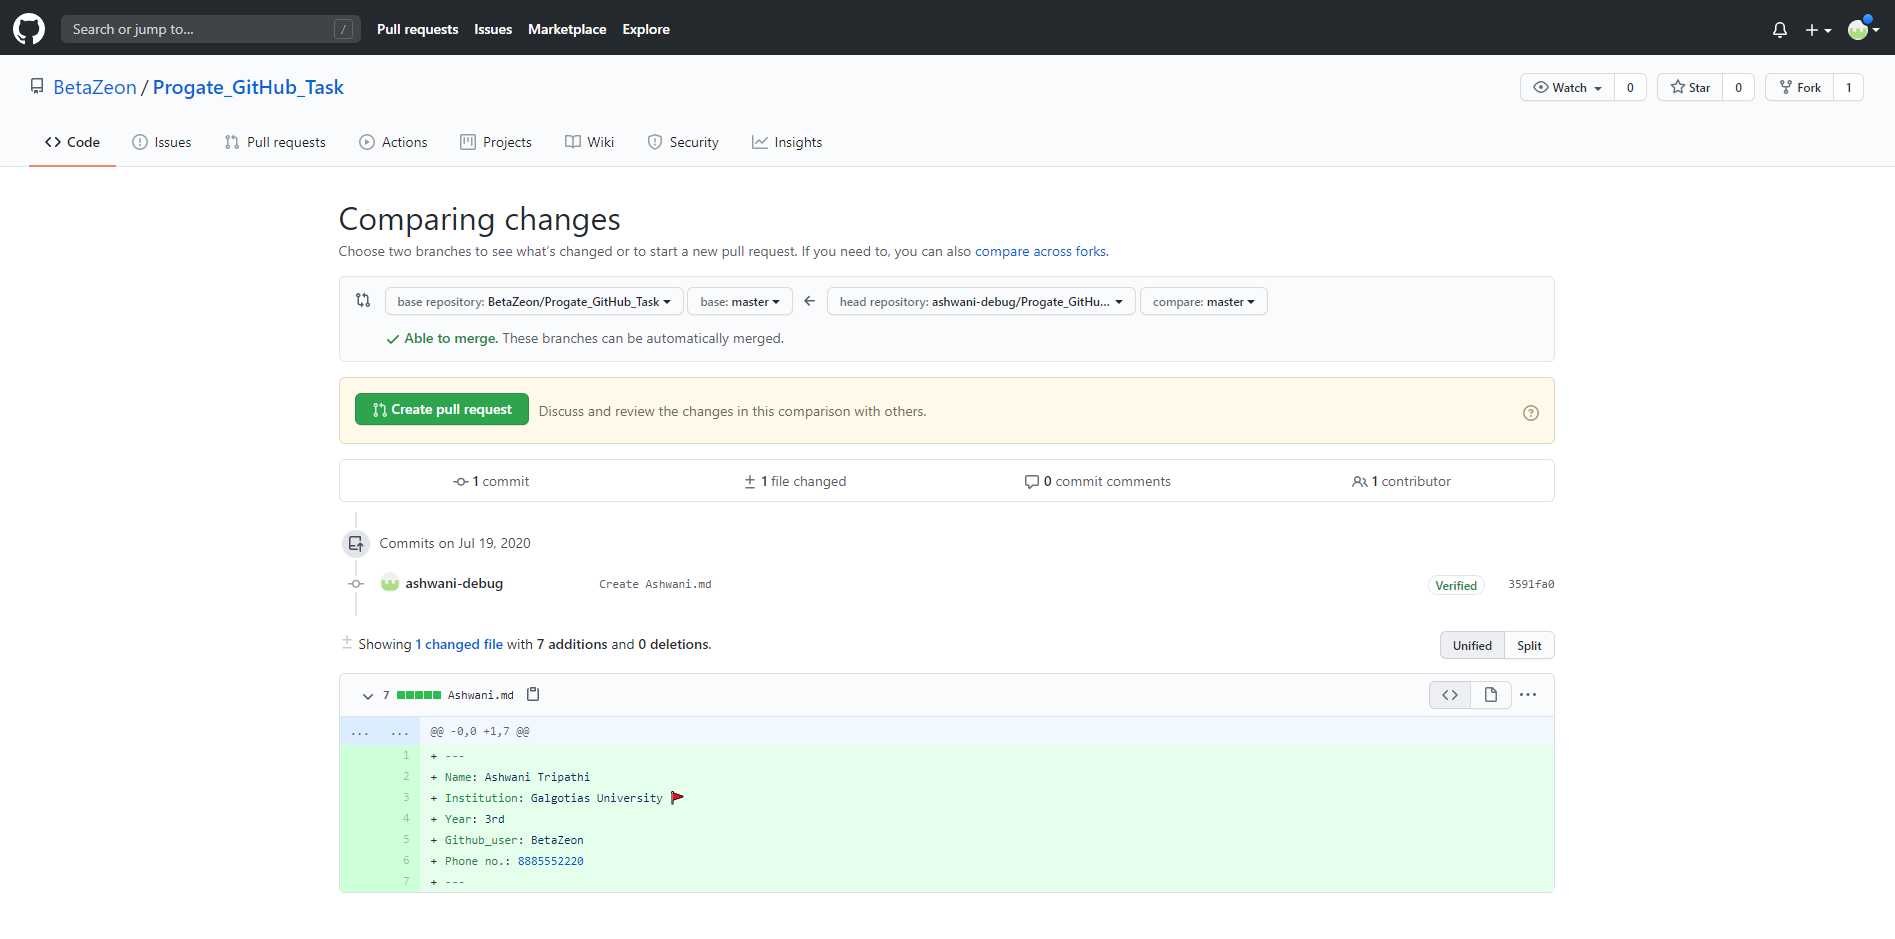 Search or jump to... /
Pull requests Issues Marketplace Explore
BetaZeon / Progate_GitHub_Task
Watch 0 Star 0 Fork 1
Code Issues Pull requests Actions Projects Wiki Security Insights
Comparing changes
Choose two branches to see what's changed or to start a new pull request. If you need to, you can also compare across forks.
base repository: BetaZeon/Progate_GitHub_Task base: master head repository: ashwani-debug/Progate_GitHu... compare: master
Able to merge. These branches can be automatically merged.
Create pull request Discuss and review the changes in this comparison with others.
1 commit 1 file changed 0 commit comments 1 contributor
Commits on Jul 19, 2020
ashwani-debug Create Ashwani.md Verified 3591fa0
Showing 1 changed file with 7 additions and 0 deletions.
Unified Split
7 Ashwani.md
... ... @@ -0,0 +1,7 @@
1 + ---
2 + Name: Ashwani Tripathi
3 + Institution: Galgotias University 🚩
4 + Year: 3rd
5 + Github_user: BetaZeon
6 + Phone no.: 8885552220
7 + ---